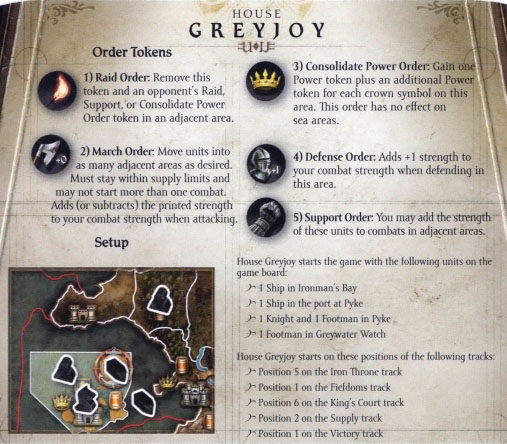 HOUSE
GREYJOY
Order Tokens
1) Raid Order: Remove this
token and an opponent's Raid,
Support, or Consolidate Power
Order token in an adjacent area.
2) March Order: Move units into
as many adjacent areas as desired.
Must stay within supply limits and
may not start more than one combat.
Adds (or subtracts) the printed strength
to your combat strength when attacking.
3) Consolidate Power Order: Gain one
Power token plus an additional Power
token for each crown symbol on this
area. This order has no effect on
sea areas.
4) Defense Order: Adds +1 strength to
your combat strength when defending in
this area.
5) Support Order: You may add the strength
of these units to combats in adjacent areas.
+0
+1
Setup
House Greyjoy starts the game with the following units on the
game board:
1 Ship in Ironman's Bay
1 Ship in the port at Pyke
1 Knight and 1 Footman in Pyke
1 Footman in Greywater Watch
House Greyjoy starts on these positions of the following tracks:
Position 5 on the Iron Throne track
Position 1 on the Fiefdoms track
Position 6 on the King's Court track
Position 2 on the Supply track
Position 1 on the Victory track